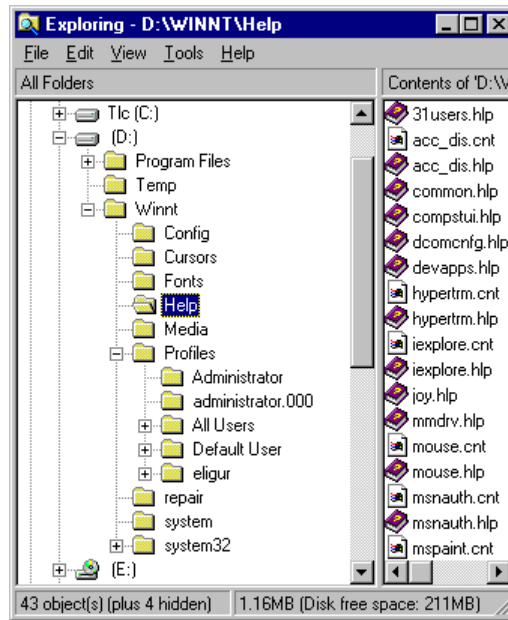 Exploring - D:\WINNT\Help
File Edit View Tools Help
All Folders
Contents of 'D:\V
Tlc (C:)
(D:)
Program Files
Temp
Winnt
Config
Cursors
Fonts
Help
Media
Profiles
Administrator
administrator.000
All Users
Default User
eligur
repair
system
system32
(E:)
31users.hlp
acc_dis.cnt
acc_dis.hlp
common.hlp
compstui.hlp
dcomcnfg.hlp
devapps.hlp
hypertrm.cnt
hypertrm.hlp
iexplore.cnt
iexplore.hlp
joy.hlp
mmdrv.hlp
mouse.cnt
mouse.hlp
msnauth.cnt
msnauth.hlp
mspaint.cnt
43 object(s) (plus 4 hidden)
1.16MB (Disk free space: 211MB)